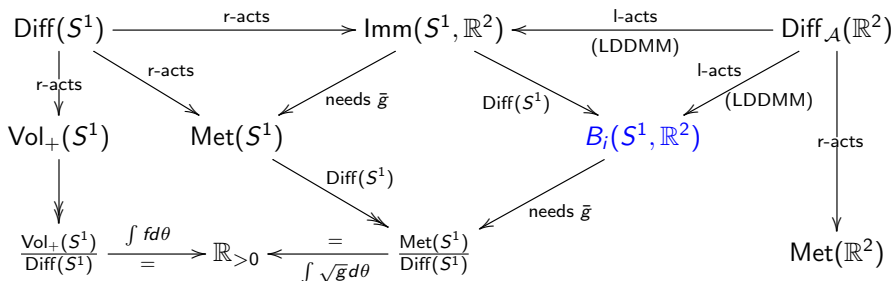 Diff(S¹) r-acts Imm(S¹, ℝ²) l-acts (LDDMM) Diff_𝒜(ℝ²)
r-acts r-acts needs ḡ Diff(S¹) l-acts (LDDMM)
Vol₊(S¹) Met(S¹) B_i(S¹, ℝ²) r-acts
Diff(S¹) needs ḡ
Vol₊(S¹)/Diff(S¹) ∫ fdθ = ℝ_{>0} = ∫ √g dθ Met(S¹)/Diff(S¹) Met(ℝ²)